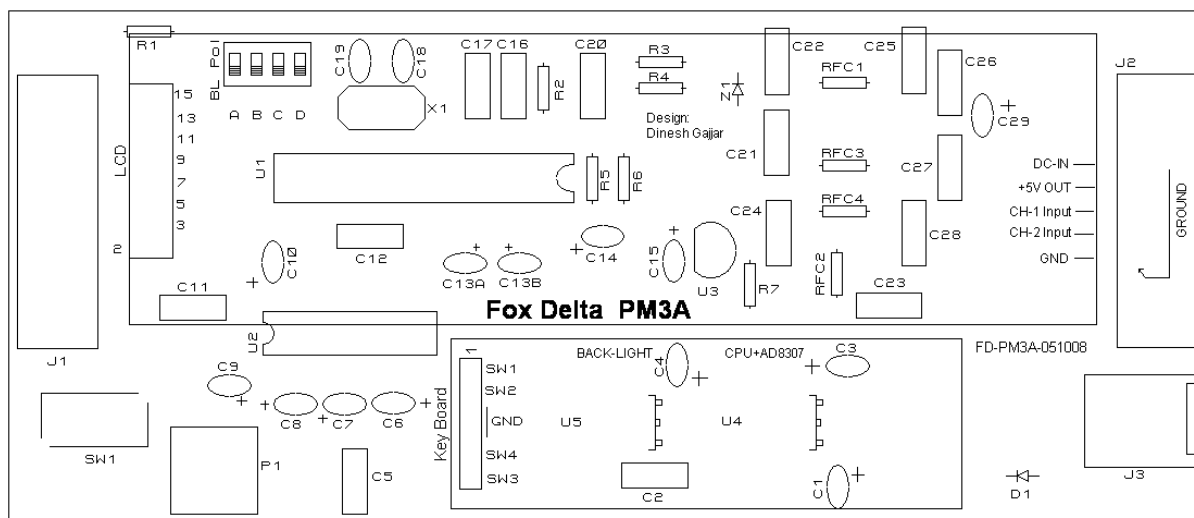 R1
BL Pol
A B C D
C19
C18
X1
C17
C16
R2
C20
R3
R4
Z1
C22
RFC1
C25
C26
C29
J2
LCD
15
13
11
9
7
5
3
2
U1
R5
R6
Design:
Dinesh Gajjar
C21
RFC3
C27
DC-IN
+5V OUT
CH-1 Input
CH-2 Input
GND
GROUND
C24
RFC4
C28
C10
C12
C13A
C13B
C14
C15
U3
R7
RFC2
C23
C11
Fox Delta PM3A
J1
U2
C9
C8
C7
C6
SW1
P1
C5
Key Board
1
SW1
SW2
GND
SW4
SW3
BACK-LIGHT
C4
CPU+AD8307
C3
FD-PM3A-051008
U5
U4
C2
C1
D1
J3